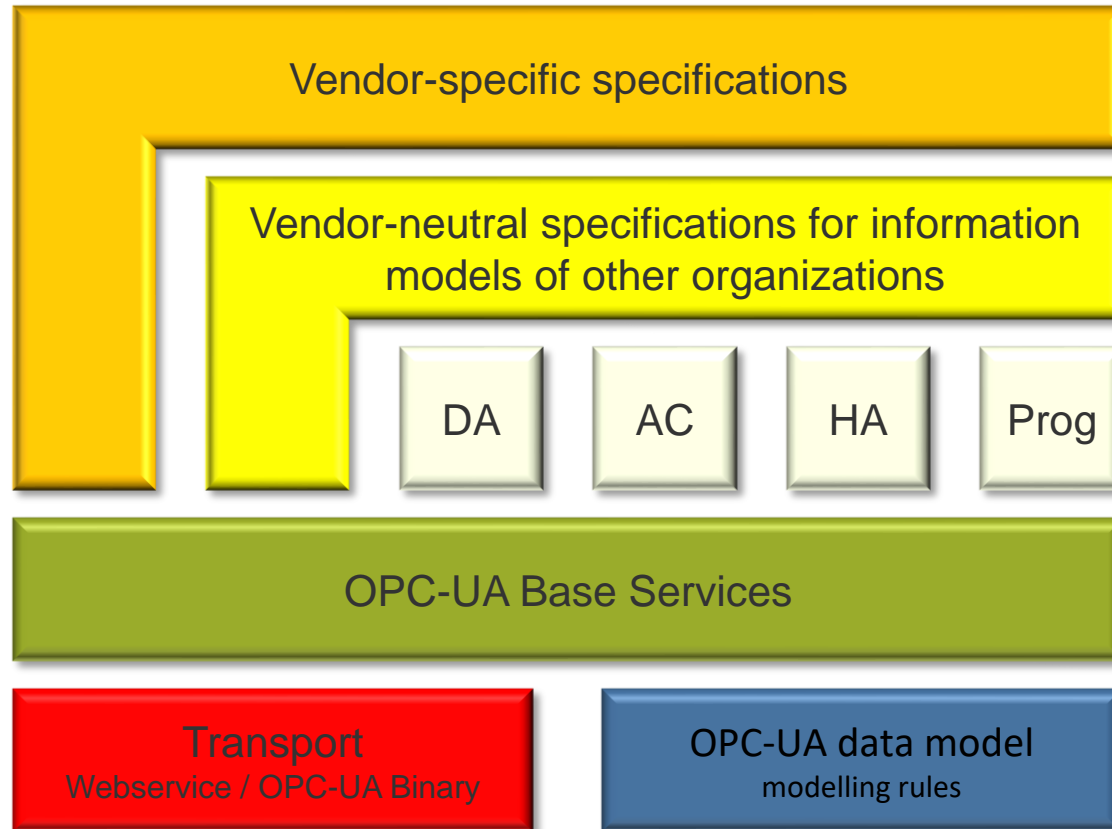 Vendor-specific specifications
Vendor-neutral specifications for information
models of other organizations
DA
AC
HA
Prog
OPC-UA Base Services
Transport
Webservice / OPC-UA Binary
OPC-UA data model
modelling rules